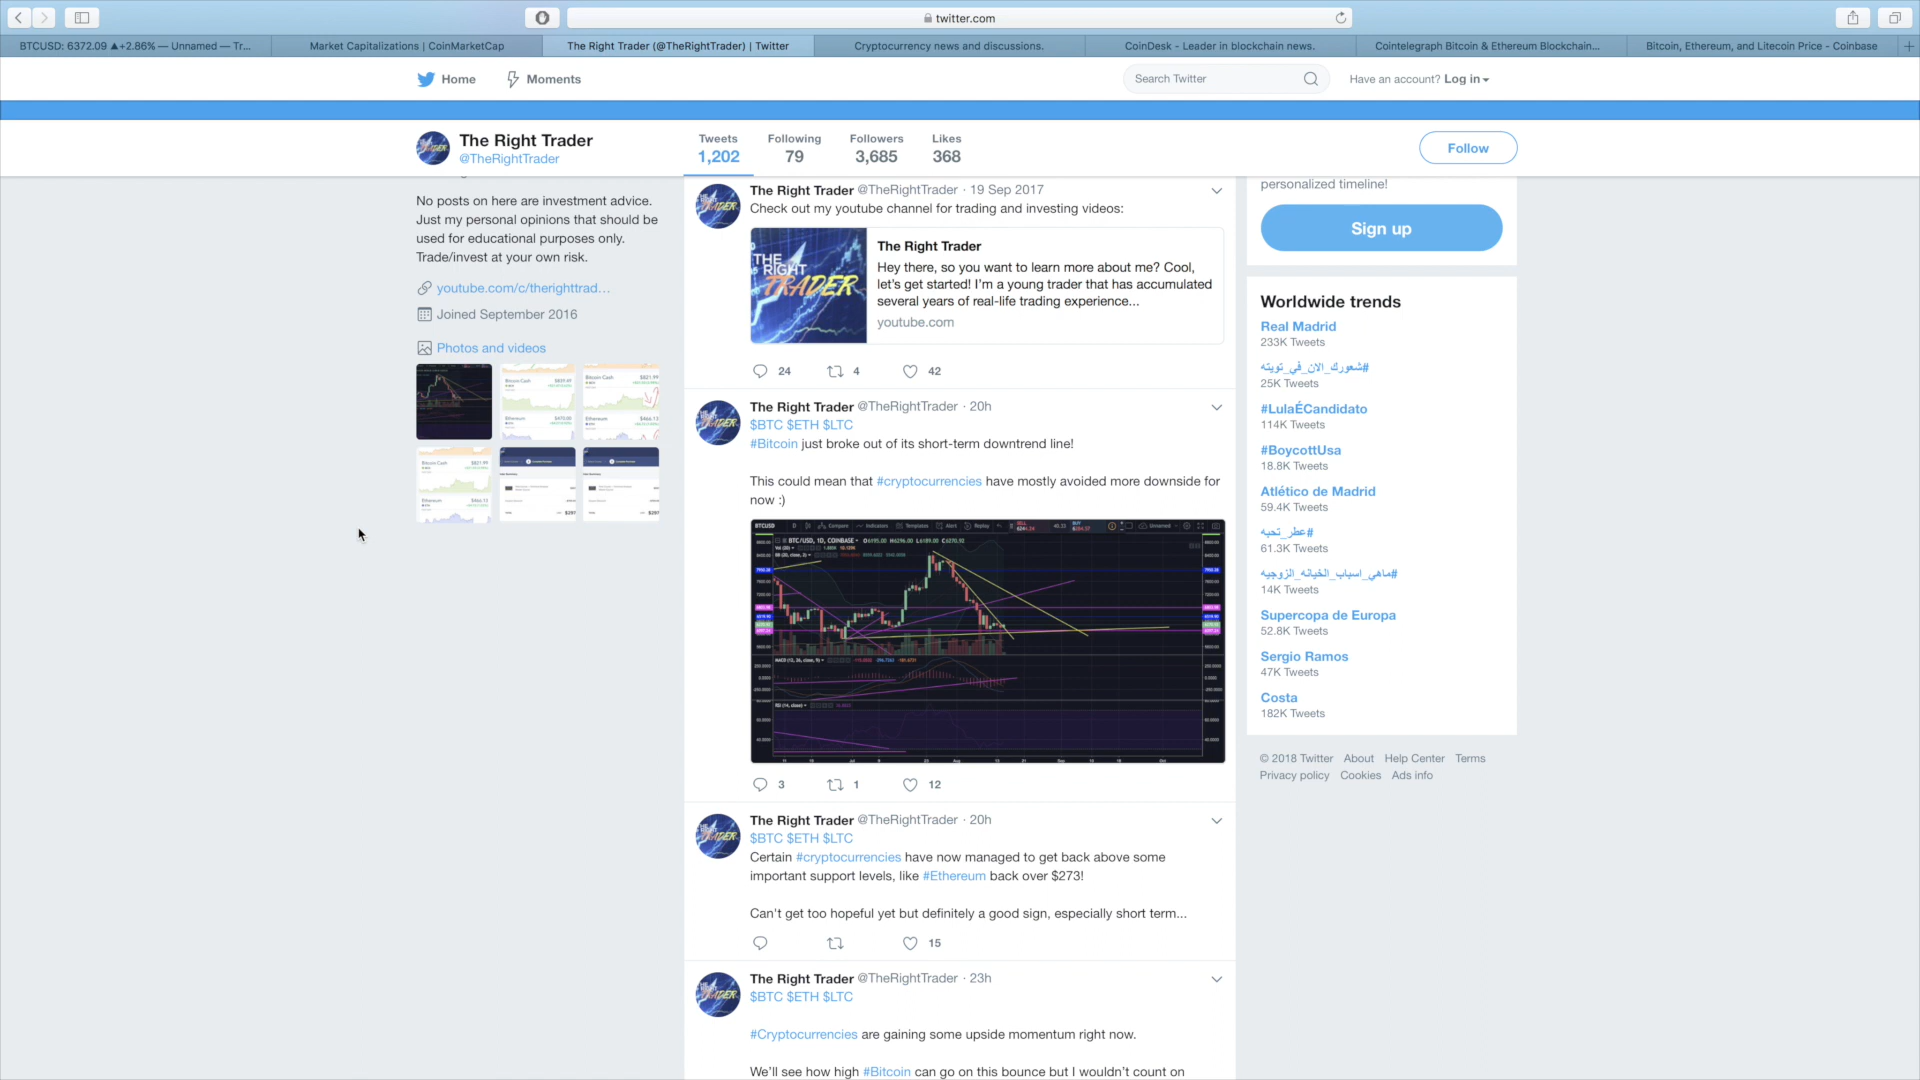 twitter.com
BTCUSD: 6372.09 ▲+2.86% — Unnamed — Tr...
Market Capitalizations | CoinMarketCap
The Right Trader (@TheRightTrader) | Twitter
Cryptocurrency news and discussions.
CoinDesk - Leader in blockchain news.
Cointelegraph Bitcoin & Ethereum Blockchain...
Bitcoin, Ethereum, and Litecoin Price - Coinbase
Home
Moments
Search Twitter
Have an account? Log in
The Right Trader
@TheRightTrader
Tweets
1,202
Following
79
Followers
3,685
Likes
368
Follow
No posts on here are investment advice.
Just my personal opinions that should be
used for educational purposes only.
Trade/invest at your own risk.
youtube.com/c/therighttrad…
Joined September 2016
Photos and videos
The Right Trader @TheRightTrader · 19 Sep 2017
Check out my youtube channel for trading and investing videos:
THE
RIGHT
TRADER
The Right Trader
Hey there, so you want to learn more about me? Cool,
let's get started! I'm a young trader that has accumulated
several years of real-life trading experience...
youtube.com
24
4
42
The Right Trader @TheRightTrader · 20h
$BTC $ETH $LTC
#Bitcoin just broke out of its short-term downtrend line!
This could mean that #cryptocurrencies have mostly avoided more downside for
now :)
BTCUSD
Compare
Indicators
Templates
Alert
Replay
BTC/USD, 1D, COINBASE
3
1
12
The Right Trader @TheRightTrader · 20h
$BTC $ETH $LTC
Certain #cryptocurrencies have now managed to get back above some
important support levels, like #Ethereum back over $273!
Can't get too hopeful yet but definitely a good sign, especially short term...
15
The Right Trader @TheRightTrader · 23h
$BTC $ETH $LTC
#Cryptocurrencies are gaining some upside momentum right now.
We'll see how high #Bitcoin can go on this bounce but I wouldn't count on
personalized timeline!
Sign up
Worldwide trends
Real Madrid
233K Tweets
#شعورك_الان_في_تويته
25K Tweets
#LulaÉCandidato
114K Tweets
#BoycottUsa
18.8K Tweets
Atlético de Madrid
59.4K Tweets
#عطر_تحبه
61.3K Tweets
#ماهي_اسباب_الخيانه_الزوجيه
14K Tweets
Supercopa de Europa
52.8K Tweets
Sergio Ramos
47K Tweets
Costa
182K Tweets
© 2018 Twitter About Help Center Terms
Privacy policy Cookies Ads info